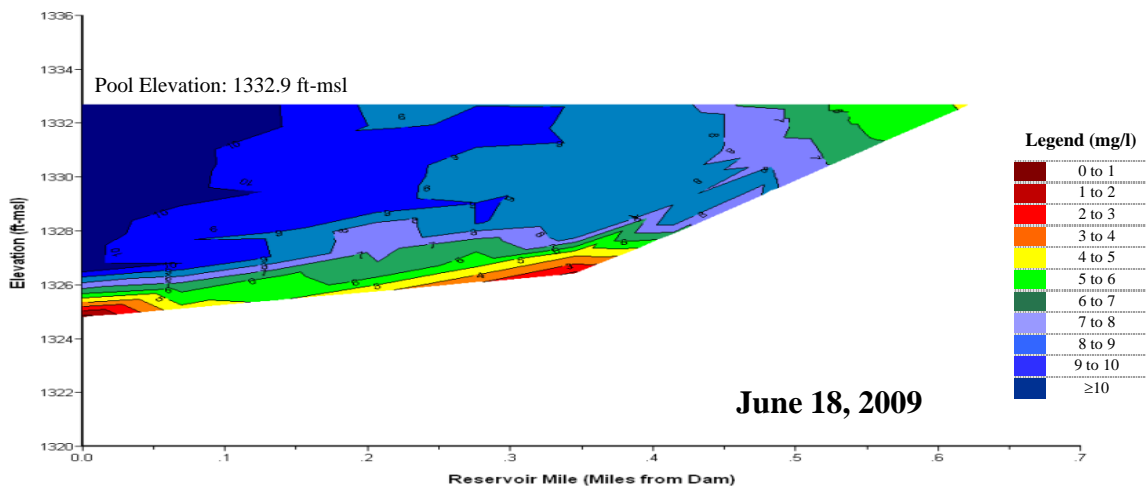 1336
1334
Pool Elevation: 1332.9 ft-msl
1332
1330
1328
1326
1324
1322
1320
Elevation (ft-msl)
Legend (mg/l)
0 to 1
1 to 2
2 to 3
3 to 4
4 to 5
5 to 6
6 to 7
7 to 8
8 to 9
9 to 10
≥10
June 18, 2009
0.0 .1 .2 .3 .4 .5 .6 .7
Reservoir Mile (Miles from Dam)